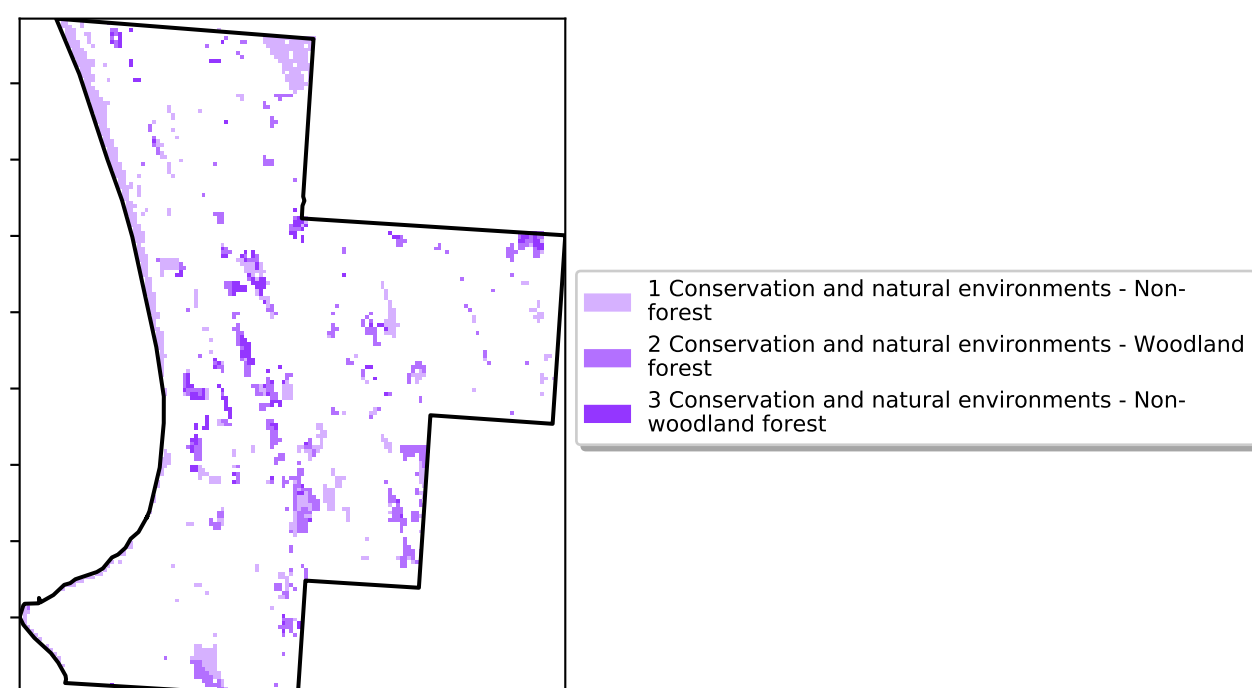 1 Conservation and natural environments - Non-
forest
2 Conservation and natural environments - Woodland
forest
3 Conservation and natural environments - Non-
woodland forest